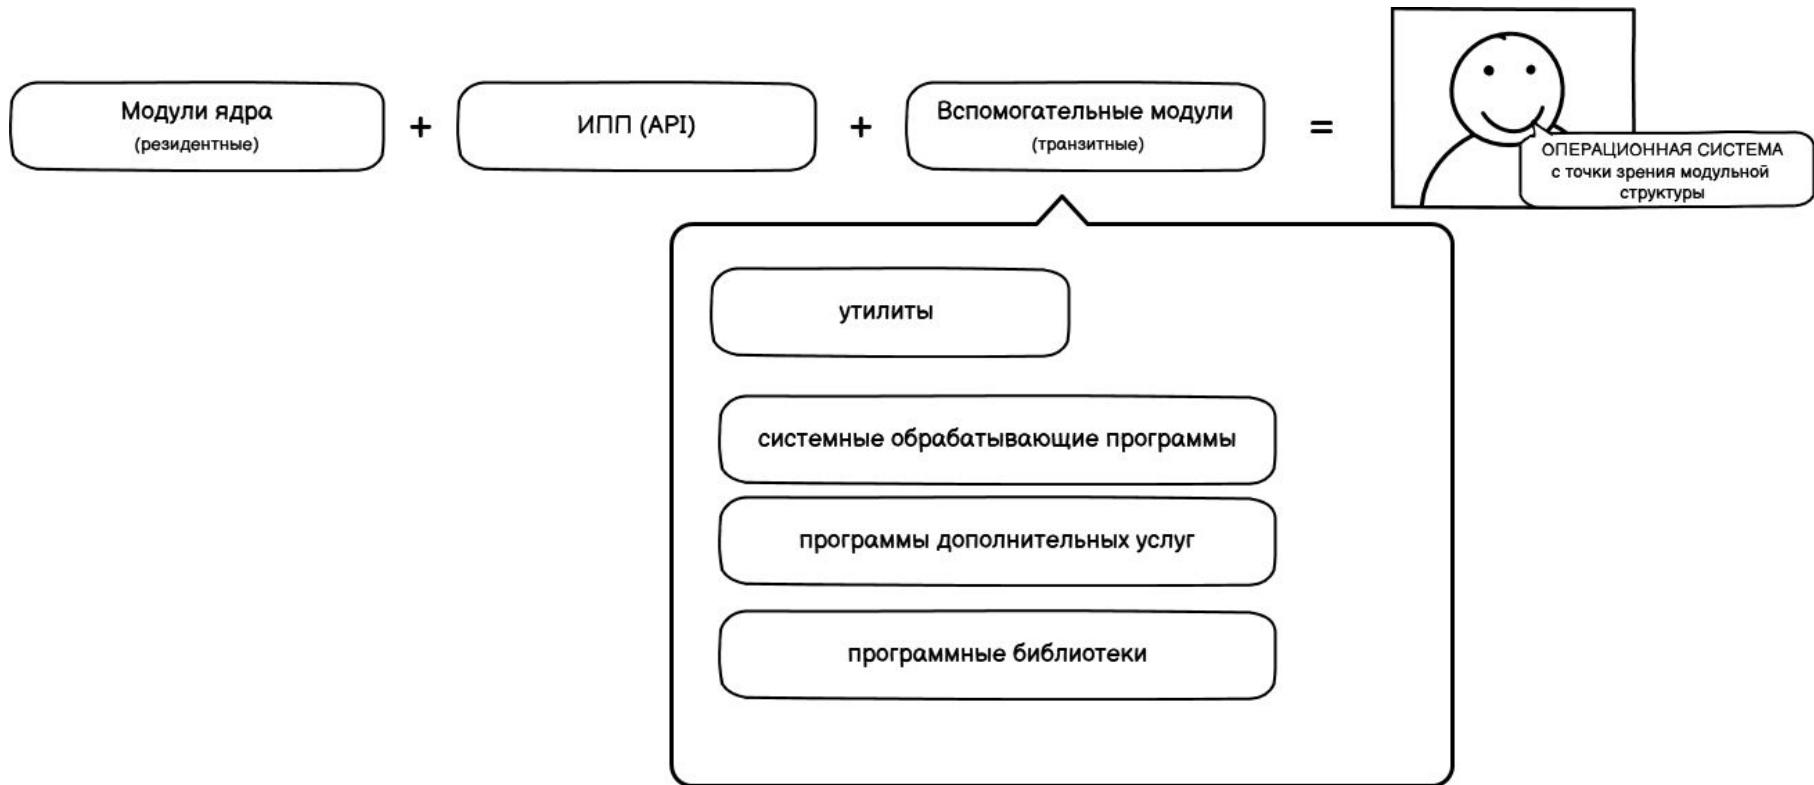 Модули ядра
(резидентные)
+
ИПП (API)
+
Вспомогательные модули
(транзитные)
=
ОПЕРАЦИОННАЯ СИСТЕМА
с точки зрения модульной
структуры
утилиты
системные обрабатывающие программы
программы дополнительных услуг
программные библиотеки